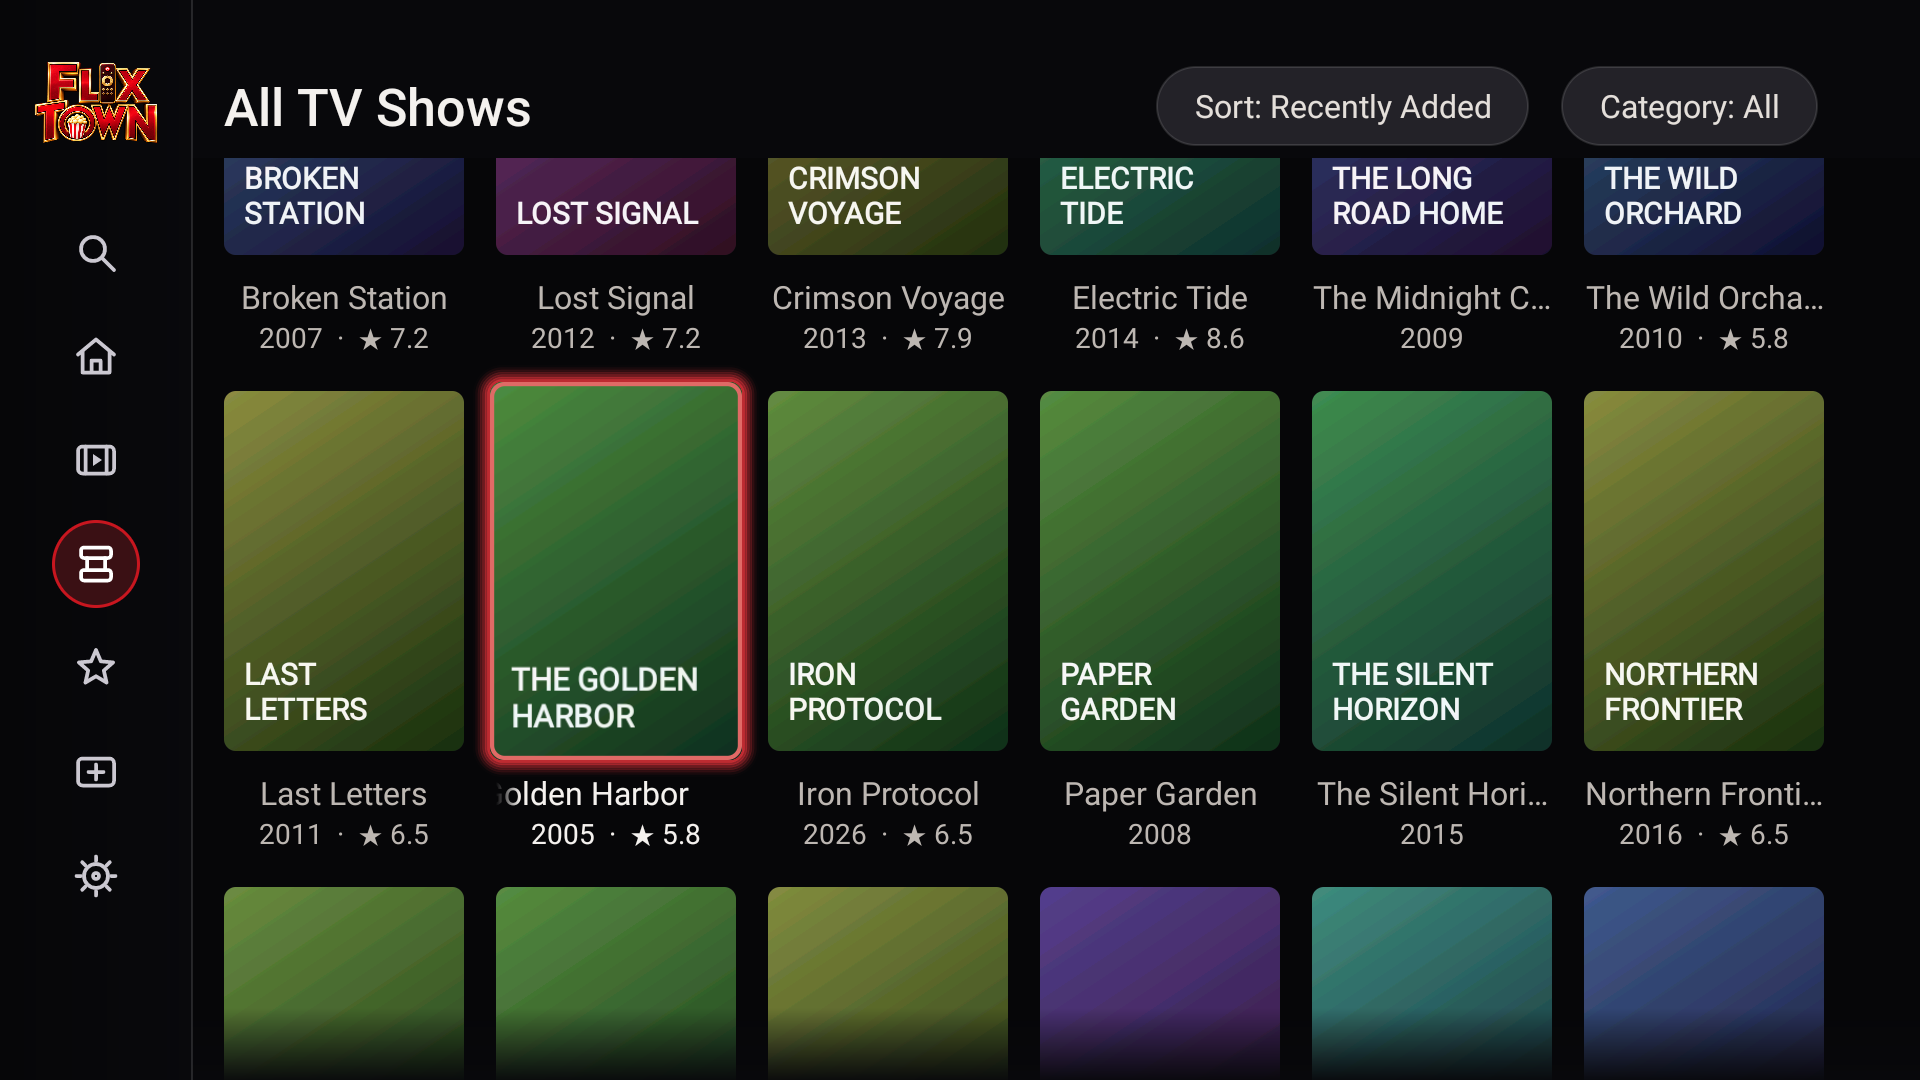 FLIX
TOWN
All TV Shows
Sort: Recently Added
Category: All
BROKEN
STATION
LOST SIGNAL
CRIMSON
VOYAGE
ELECTRIC
TIDE
THE LONG
ROAD HOME
THE WILD
ORCHARD
Broken Station
Lost Signal
Crimson Voyage
Electric Tide
The Midnight C...
The Wild Orcha...
2007 · ★ 7.2
2012 · ★ 7.2
2013 · ★ 7.9
2014 · ★ 8.6
2009
2010 · ★ 5.8
LAST
LETTERS
THE GOLDEN
HARBOR
IRON
PROTOCOL
PAPER
GARDEN
THE SILENT
HORIZON
NORTHERN
FRONTIER
Last Letters
olden Harbor
Iron Protocol
Paper Garden
The Silent Hori...
Northern Fronti...
2011 · ★ 6.5
2005 · ★ 5.8
2026 · ★ 6.5
2008
2015
2016 · ★ 6.5